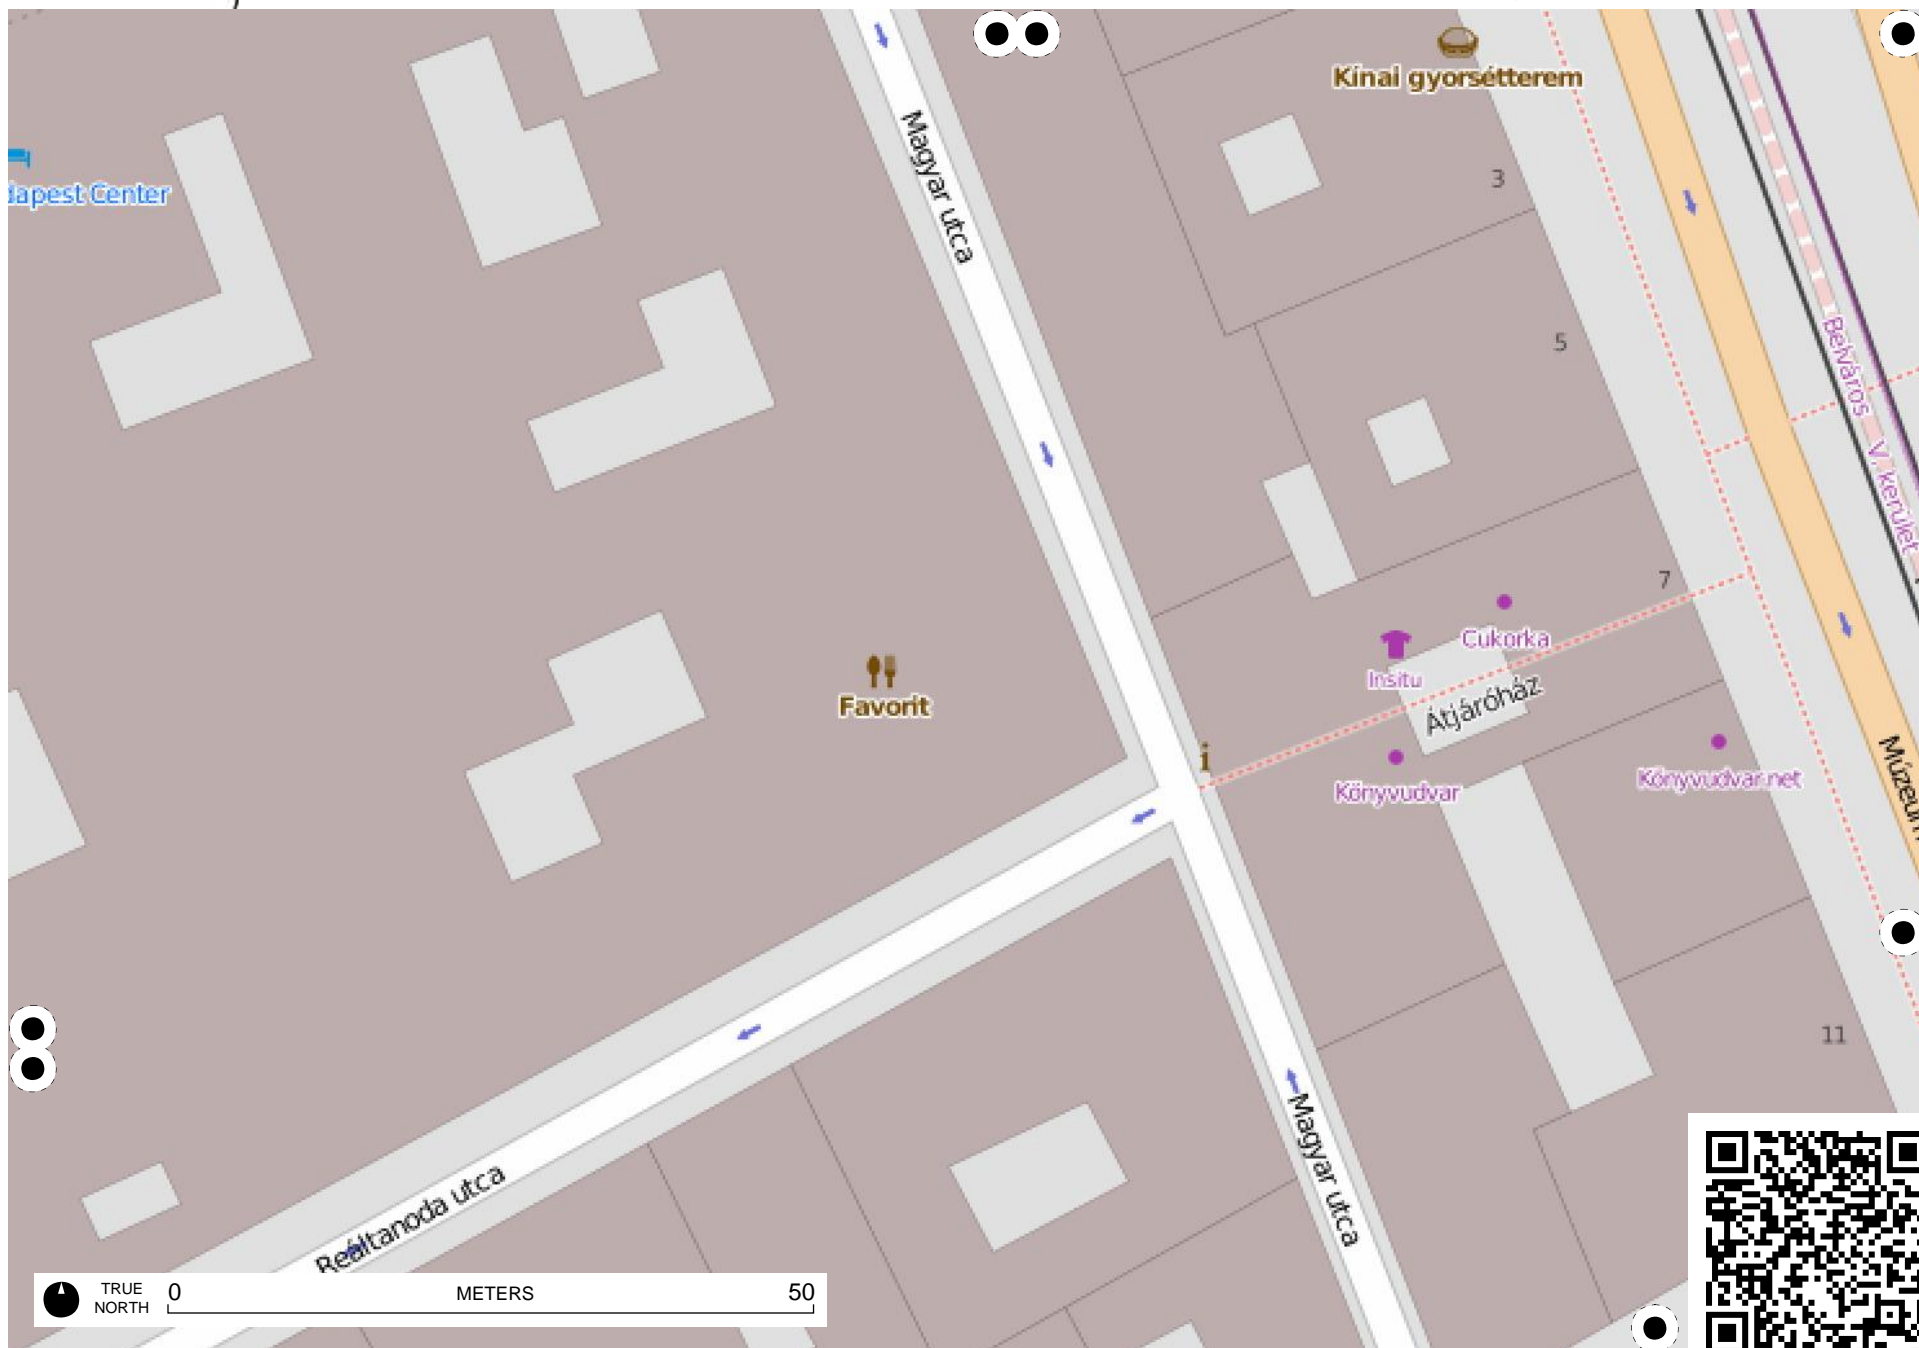 Kínai gyorsétterem
dapest Center
Magyar utca
3
5
Belváros
V. kerület
7
Cukorka
Insitu
Átjáróház
Favorit
i
Könyvudvar
Könyvudvar.net
Múzeum
11
Magyar utca
Reáltanoda utca
TRUE
NORTH
0
METERS
50